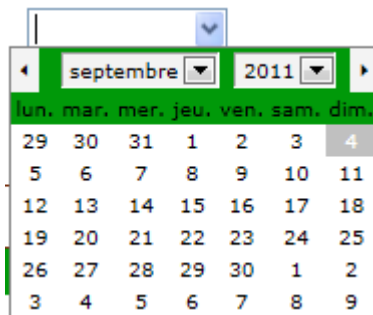 septembre 2011
lun. mar. mer. jeu. ven. sam. dim.
29 30 31 1 2 3 4
5 6 7 8 9 10 11
12 13 14 15 16 17 18
19 20 21 22 23 24 25
26 27 28 29 30 1 2
3 4 5 6 7 8 9